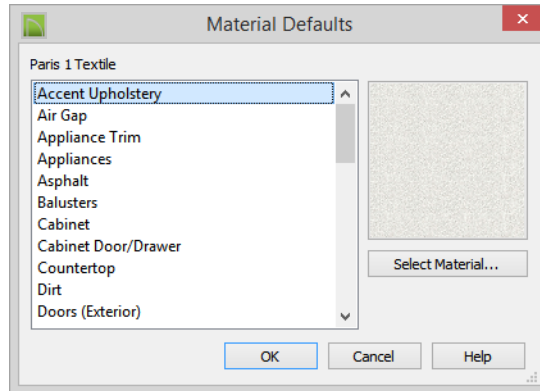 Material Defaults
Paris 1 Textile
Accent Upholstery
Air Gap
Appliance Trim
Appliances
Asphalt
Balusters
Cabinet
Cabinet Door/Drawer
Countertop
Dirt
Doors (Exterior)
Select Material...
OK
Cancel
Help